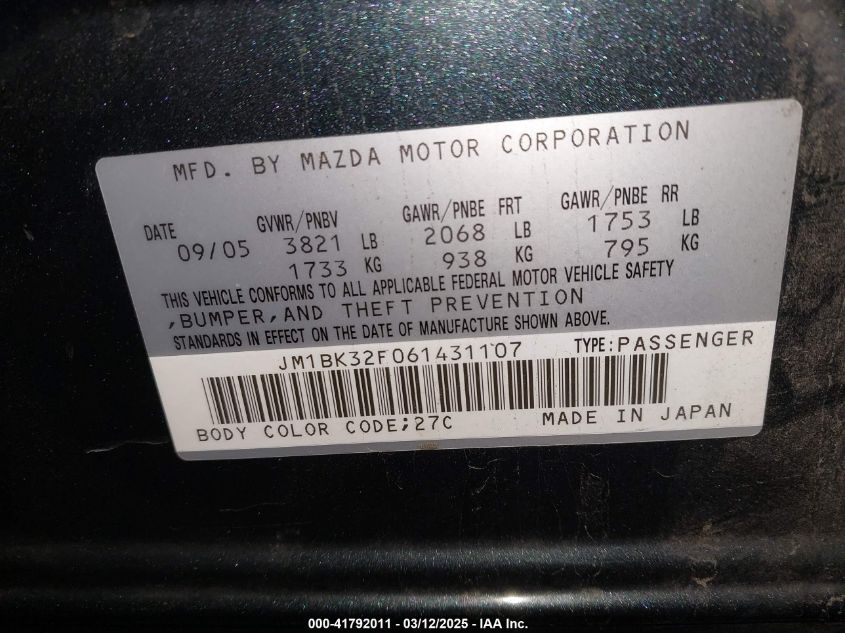 MFD. BY MAZDA MOTOR CORPORATION
DATE GVWR/PNBV GAWR/PNBE FRT GAWR/PNBE RR
09/05 3821 LB 2068 LB 1753 LB
1733 KG 938 KG 795 KG
THIS VEHICLE CONFORMS TO ALL APPLICABLE FEDERAL MOTOR VEHICLE SAFETY
,BUMPER,AND THEFT PREVENTION
STANDARDS IN EFFECT ON THE DATE OF MANUFACTURE SHOWN ABOVE.
JM1BK32F061431107 TYPE:PASSENGER
BODY COLOR CODE;27C MADE IN JAPAN
000-41792011 - 03/12/2025 - IAA Inc.